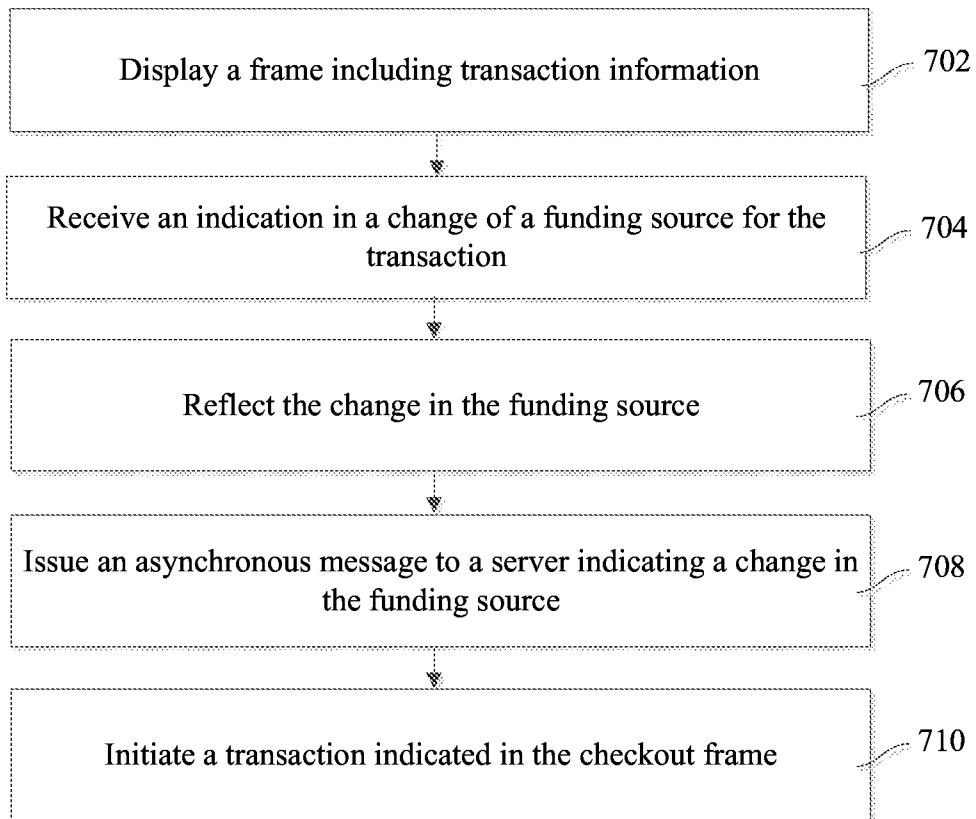 Display a frame including transaction information
702
Receive an indication in a change of a funding source for the
transaction
704
Reflect the change in the funding source
706
Issue an asynchronous message to a server indicating a change in
the funding source
708
Initiate a transaction indicated in the checkout frame
710